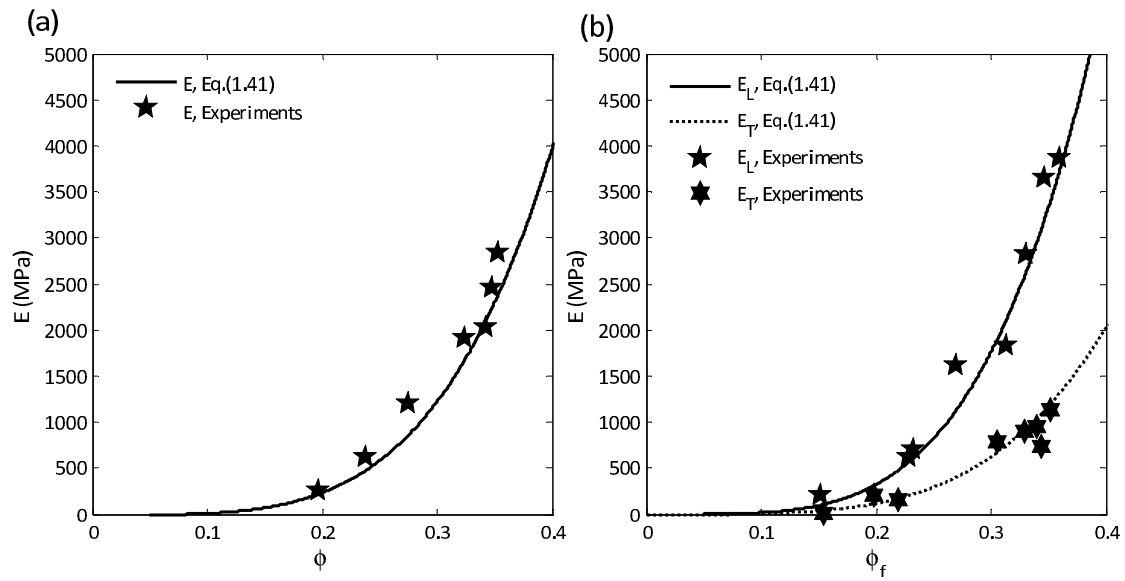 (a)
5000
4500
4000
3500
3000
2500
2000
1500
1000
500
0
E (MPa)
E, Eq.(1.41)
E, Experiments
0 0.1 0.2 0.3 0.4
ϕ
(b)
5000
4500
4000
3500
3000
2500
2000
1500
1000
500
0
E (MPa)
E_L, Eq.(1.41)
E_T, Eq.(1.41)
E_L, Experiments
E_T, Experiments
0 0.1 0.2 0.3 0.4
ϕ_f